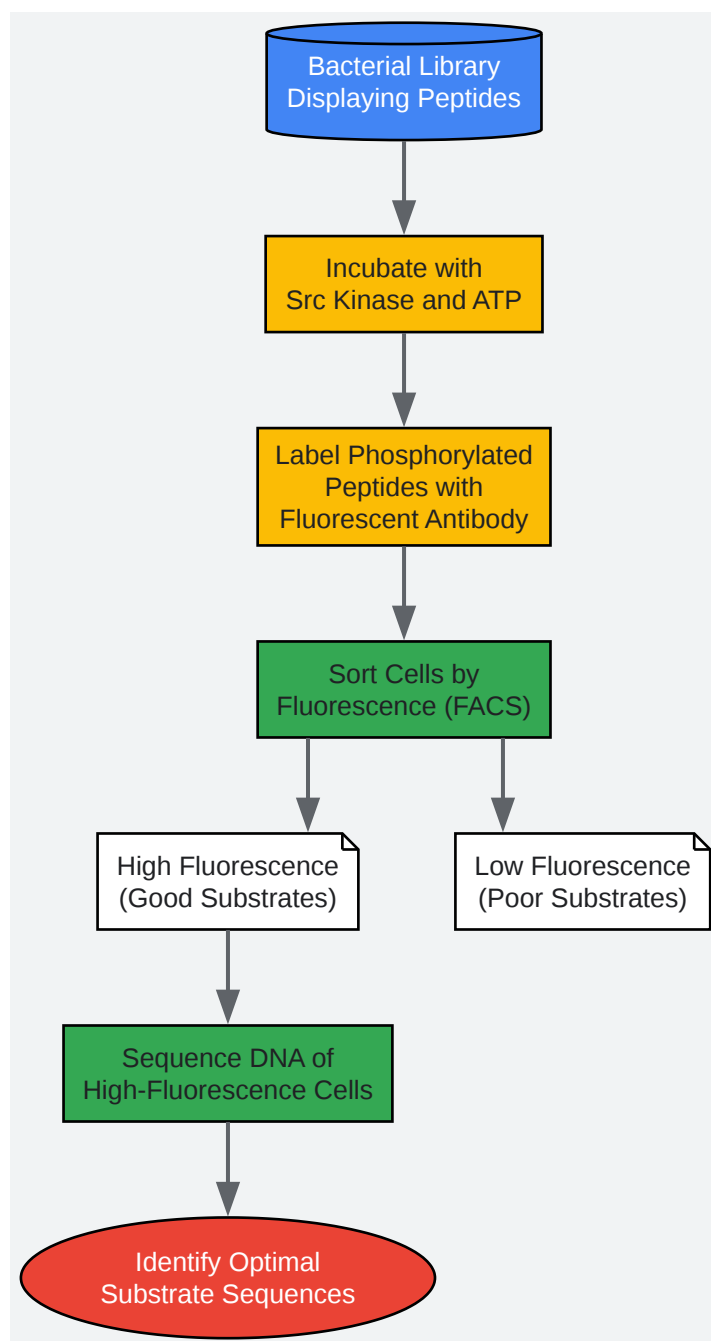 Bacterial Library
Displaying Peptides
Incubate with
Src Kinase and ATP
Label Phosphorylated
Peptides with
Fluorescent Antibody
Sort Cells by
Fluorescence (FACS)
High Fluorescence
(Good Substrates)
Low Fluorescence
(Poor Substrates)
Sequence DNA of
High-Fluorescence Cells
Identify Optimal
Substrate Sequences